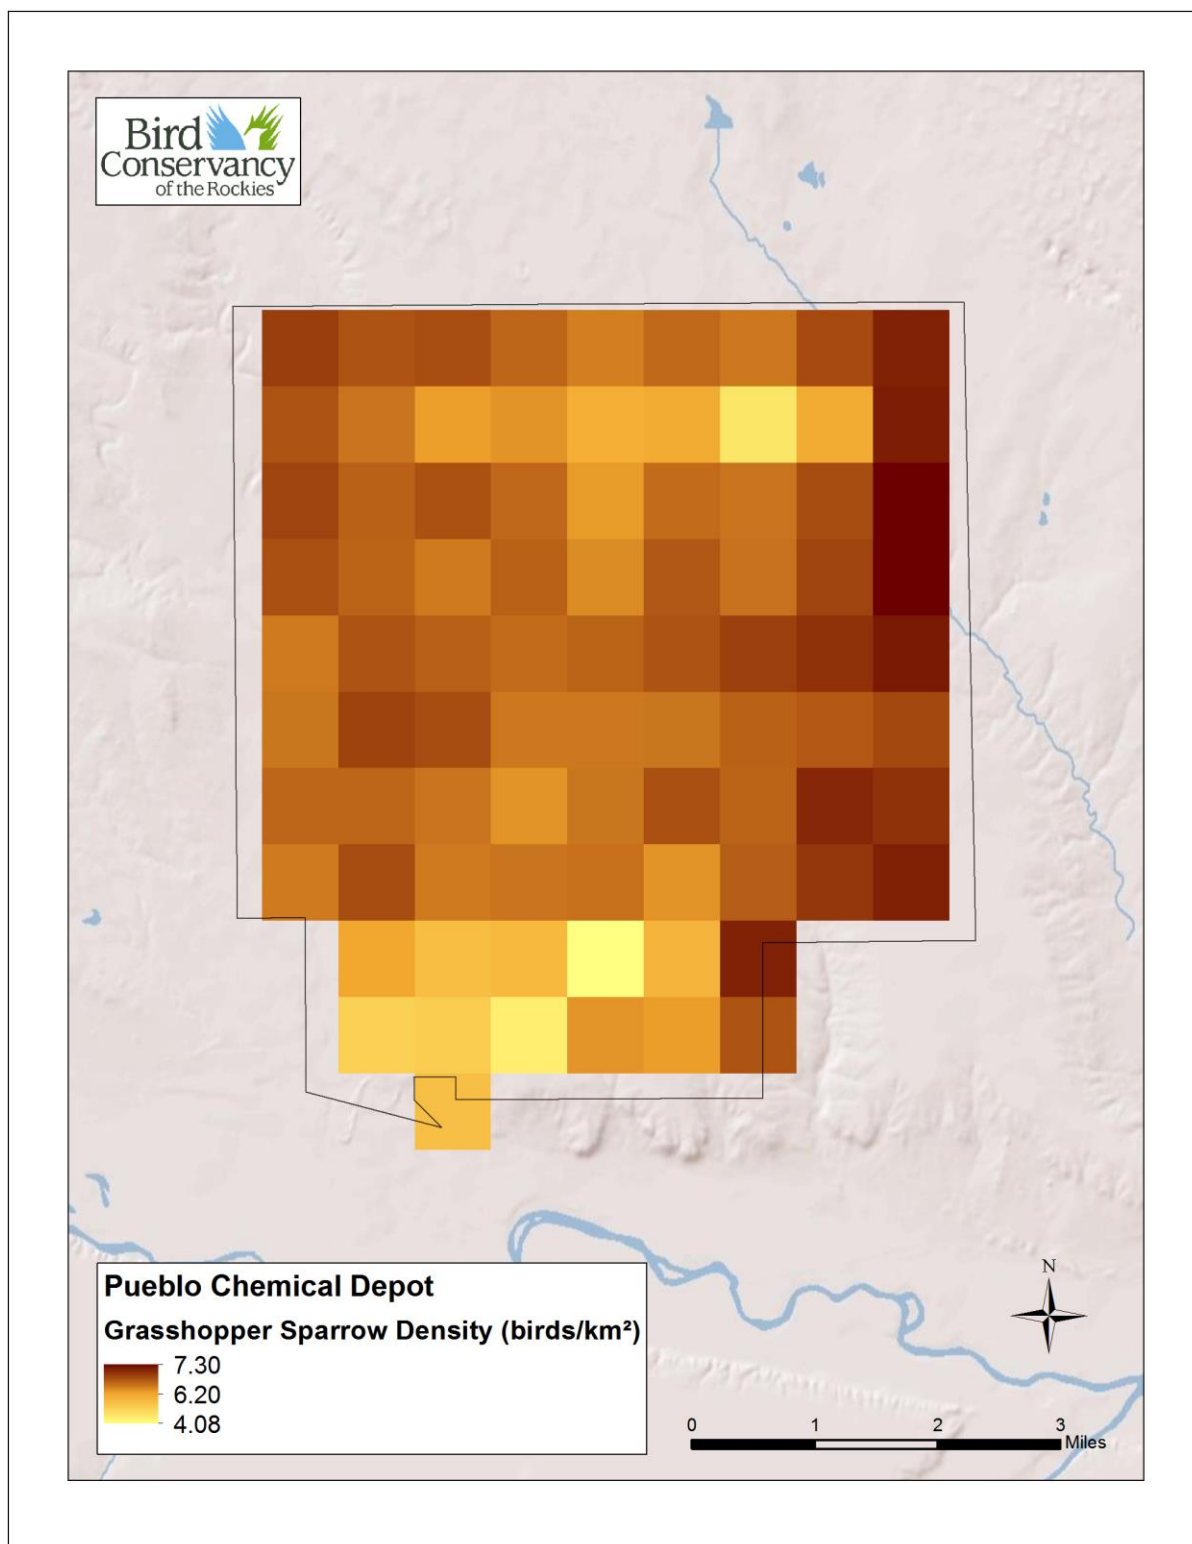 Bird
Conservancy
of the Rockies
Pueblo Chemical Depot
Grasshopper Sparrow Density (birds/km²)
7.30
6.20
4.08
N
0 1 2 3
Miles